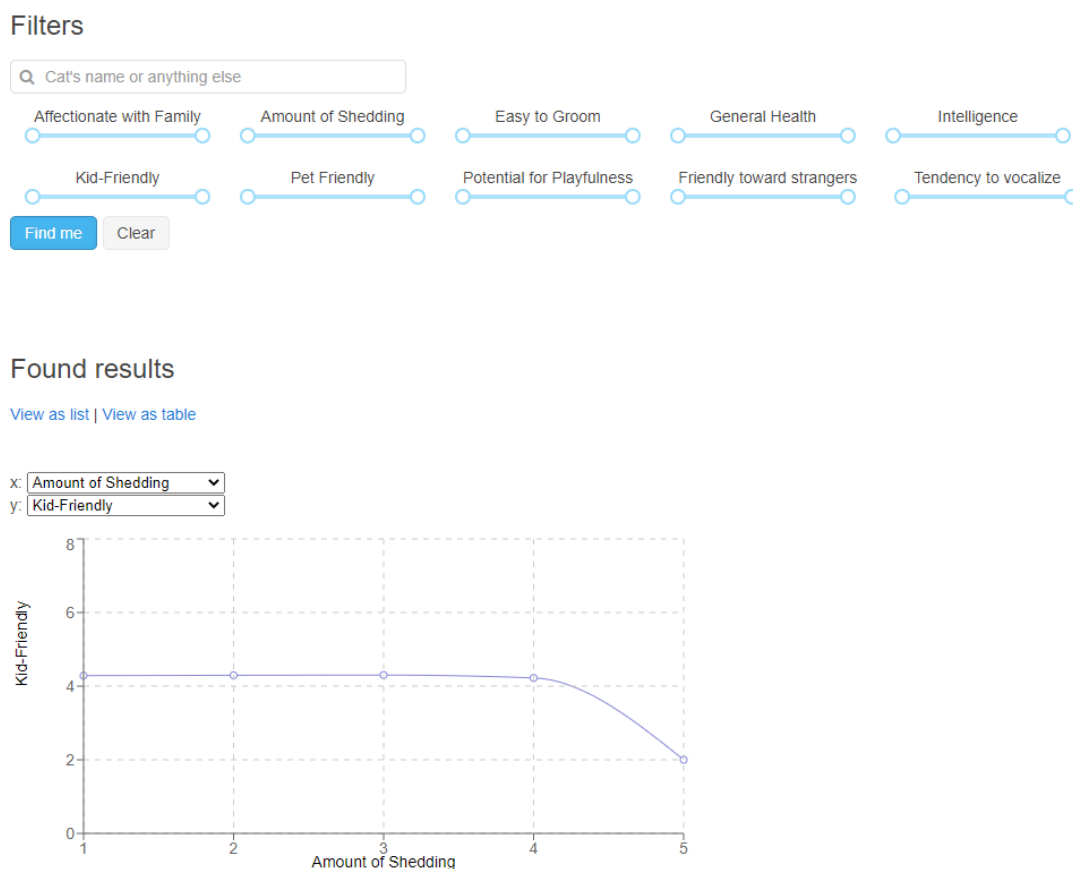 Filters
Cat's name or anything else
Affectionate with Family Amount of Shedding Easy to Groom General Health Intelligence
Kid-Friendly Pet Friendly Potential for Playfulness Friendly toward strangers Tendency to vocalize
Find me Clear
Found results
View as list | View as table
x: Amount of Shedding
y: Kid-Friendly
8
6
4
2
0
Kid-Friendly
1 2 3 4 5
Amount of Shedding